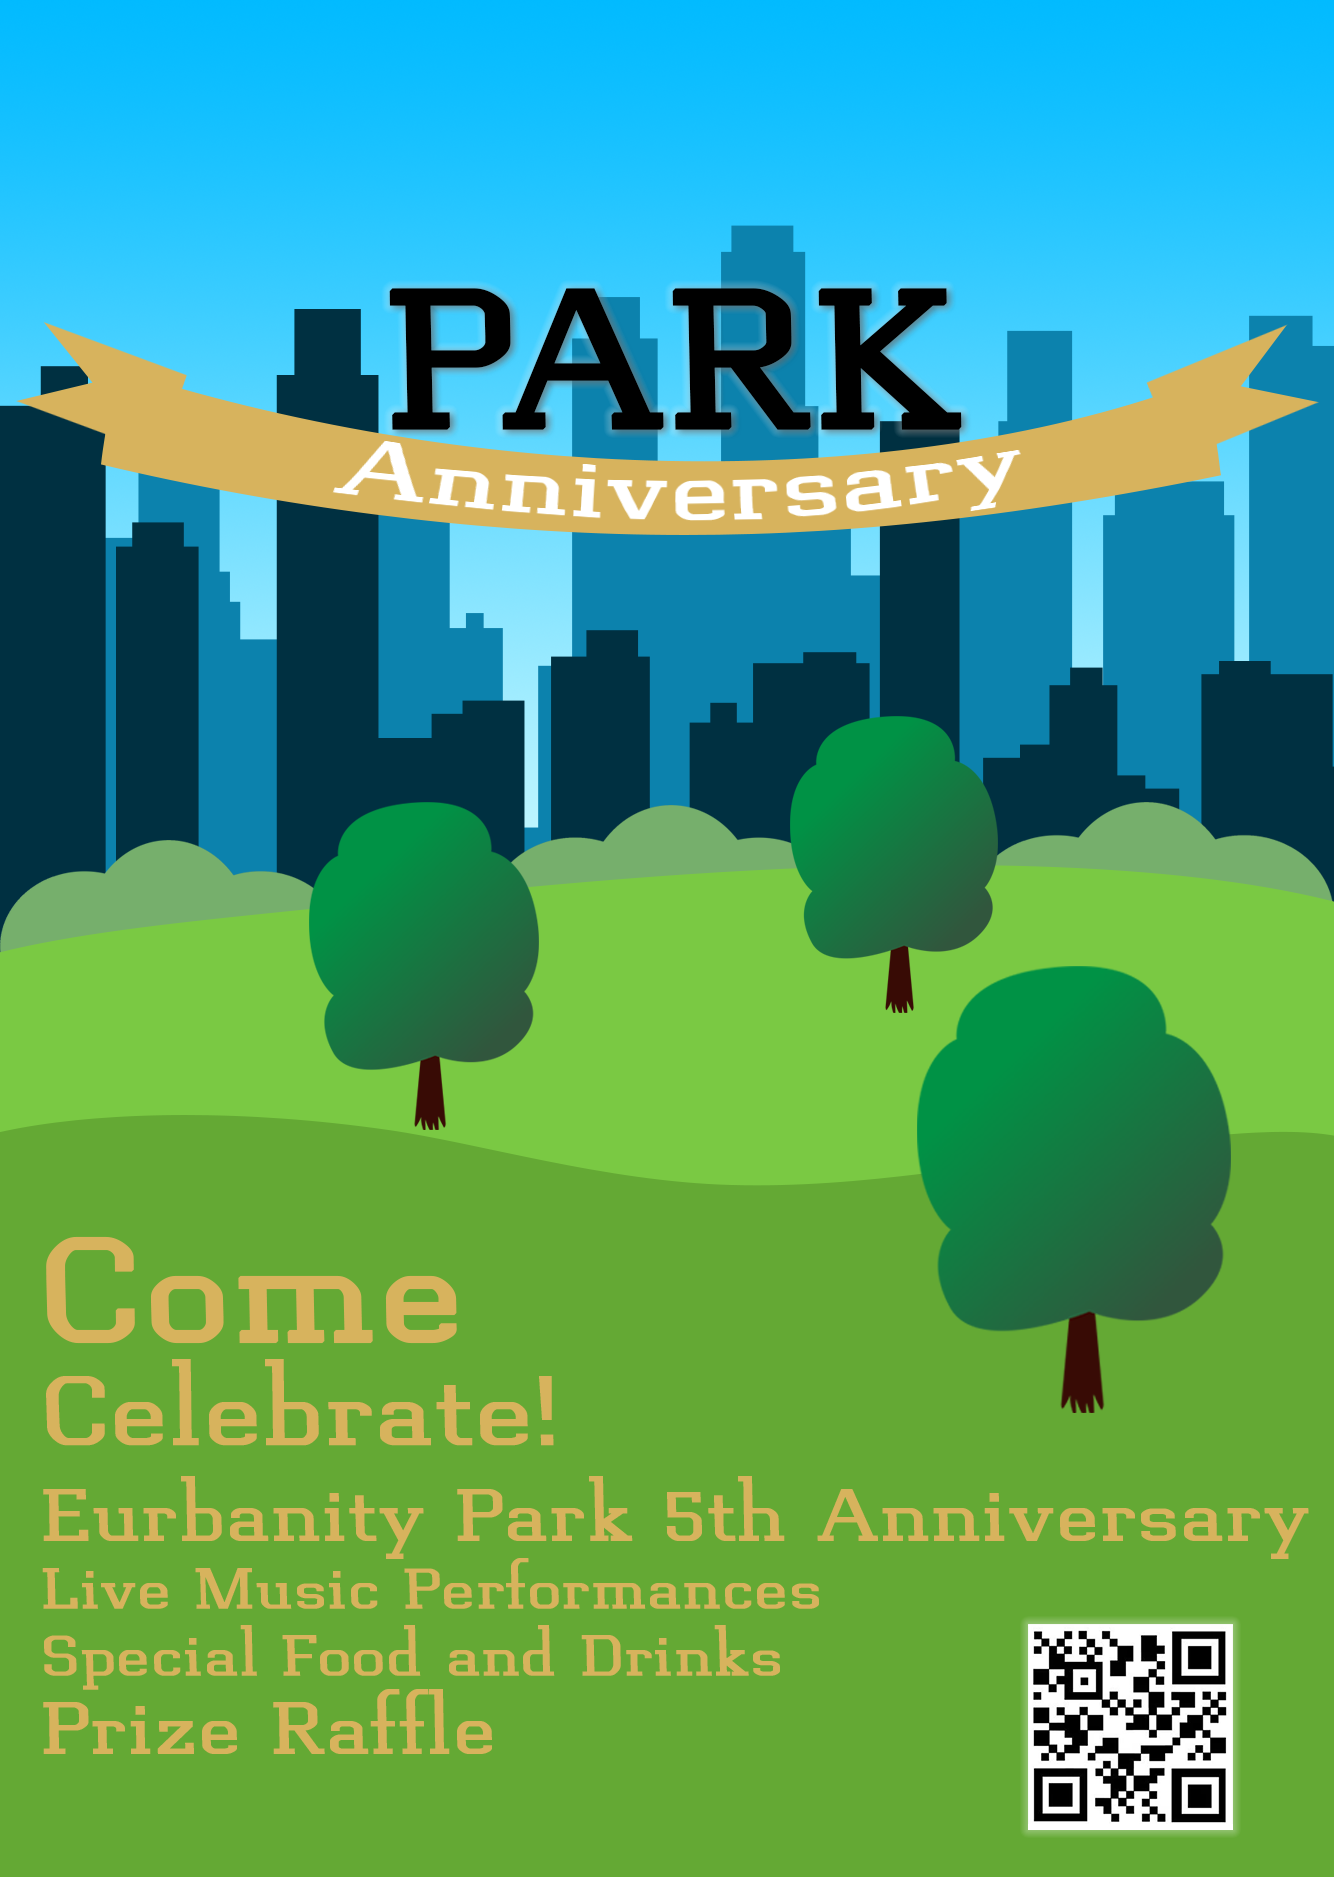 PARK
Anniversary
Come
Celebrate!
Eurbanity Park 5th Anniversary
Live Music Performances
Special Food and Drinks
Prize Raffle